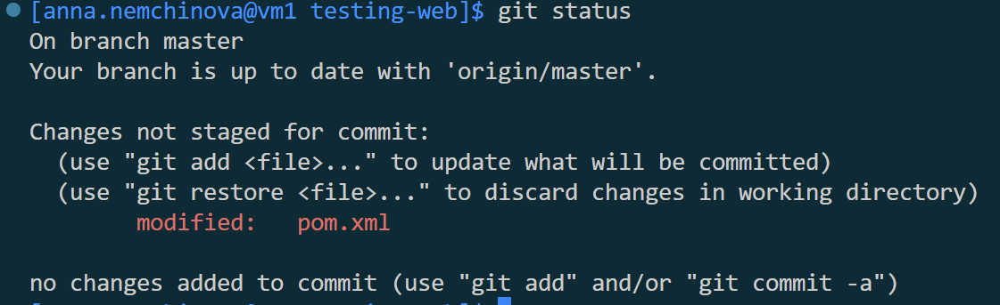 [anna.nemchinova@vm1 testing-web]$ git status
On branch master
Your branch is up to date with 'origin/master'.
Changes not staged for commit:
(use "git add <file>..." to update what will be committed)
(use "git restore <file>..." to discard changes in working directory)
modified: pom.xml
no changes added to commit (use "git add" and/or "git commit -a")